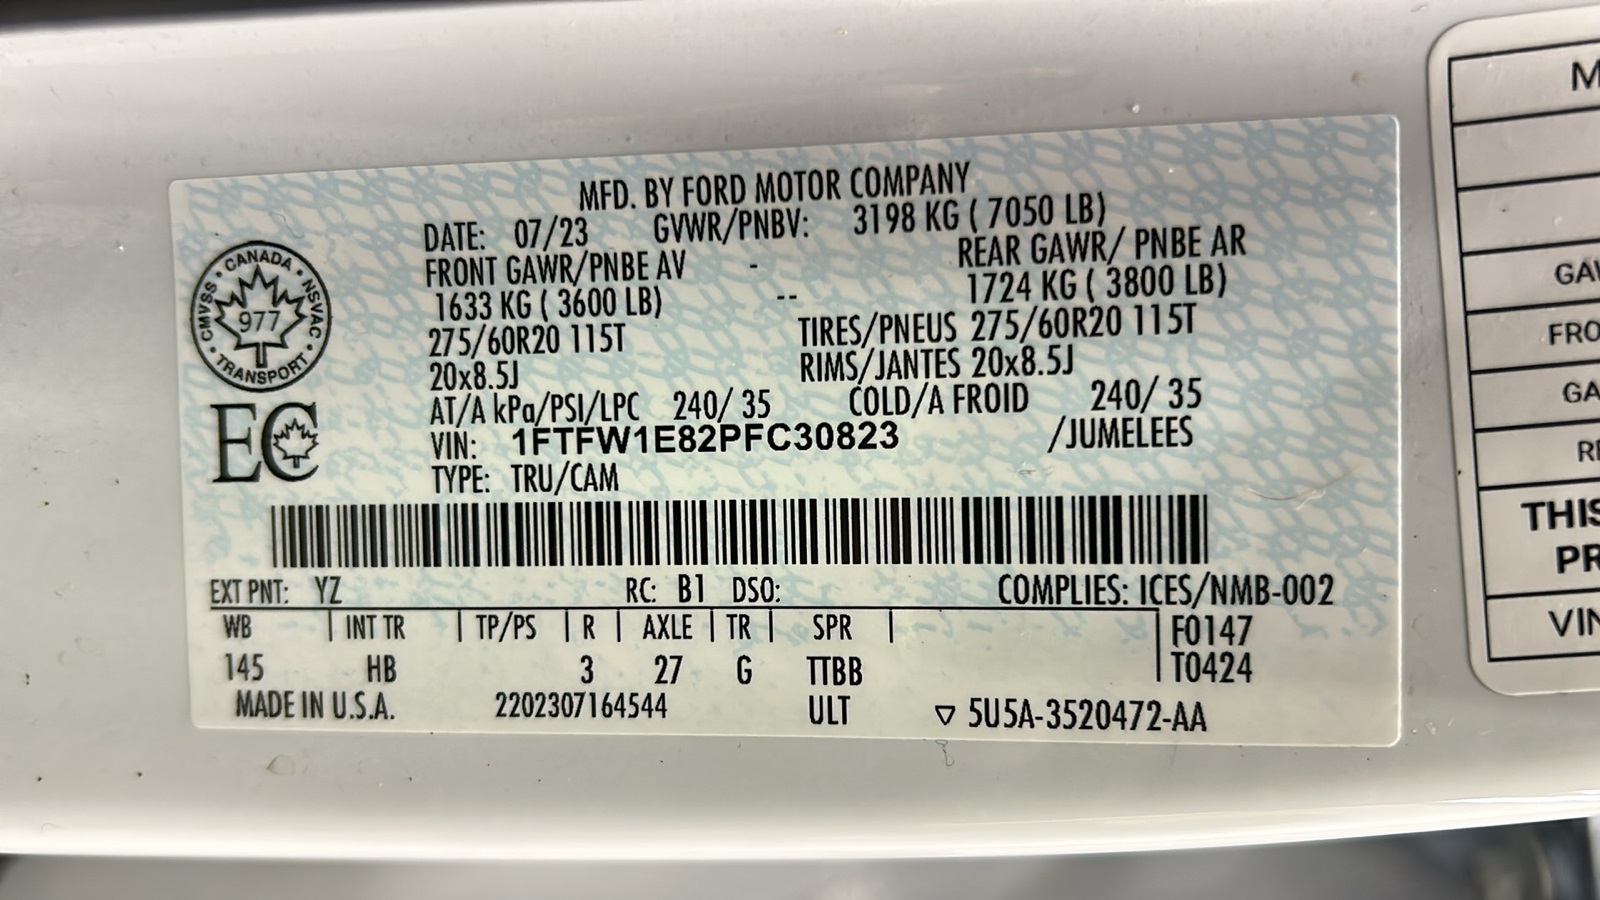 MFD. BY FORD MOTOR COMPANY
DATE: 07/23 GVWR/PNBV: 3198 KG ( 7050 LB)
FRONT GAWR/PNBE AV - REAR GAWR/ PNBE AR
1633 KG ( 3600 LB) -- 1724 KG ( 3800 LB)
275/60R20 115T TIRES/PNEUS 275/60R20 115T
20x8.5J RIMS/JANTES 20x8.5J
AT/A kPa/PSI/LPC 240/ 35 COLD/A FROID 240/ 35
VIN: 1FTFW1E82PFC30823 /JUMELEES
TYPE: TRU/CAM
CANADA
CMVSS 977 NSVAC
TRANSPORT
EC
EXT PNT: YZ RC: B1 DSO: COMPLIES: ICES/NMB-002
WB | INT TR | TP/PS | R | AXLE | TR | SPR | F0147
145 HB 3 27 G TTBB T0424
MADE IN U.S.A. 2202307164544 ULT ▽ 5U5A-3520472-AA
M
GAW
FRO
GA
RE
THIS
PR
VIN